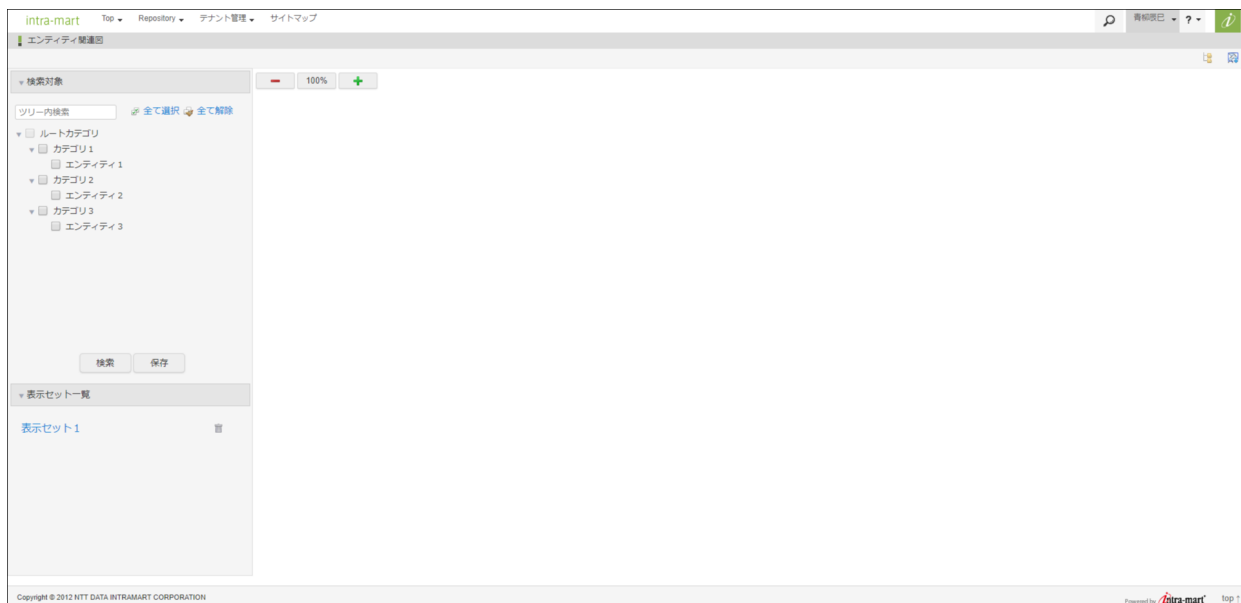 intra-mart Top Repository テナント管理 サイトマップ 青柳辰巳 ?
エンティティ関連図
検索対象
100%
ツリー内検索 全て選択 全て解除
ルートカテゴリ
カテゴリ1
エンティティ1
カテゴリ2
エンティティ2
カテゴリ3
エンティティ3
検索 保存
表示セット一覧
表示セット1
Copyright © 2012 NTT DATA INTRAMART CORPORATION
Powered by intra-mart top ↑